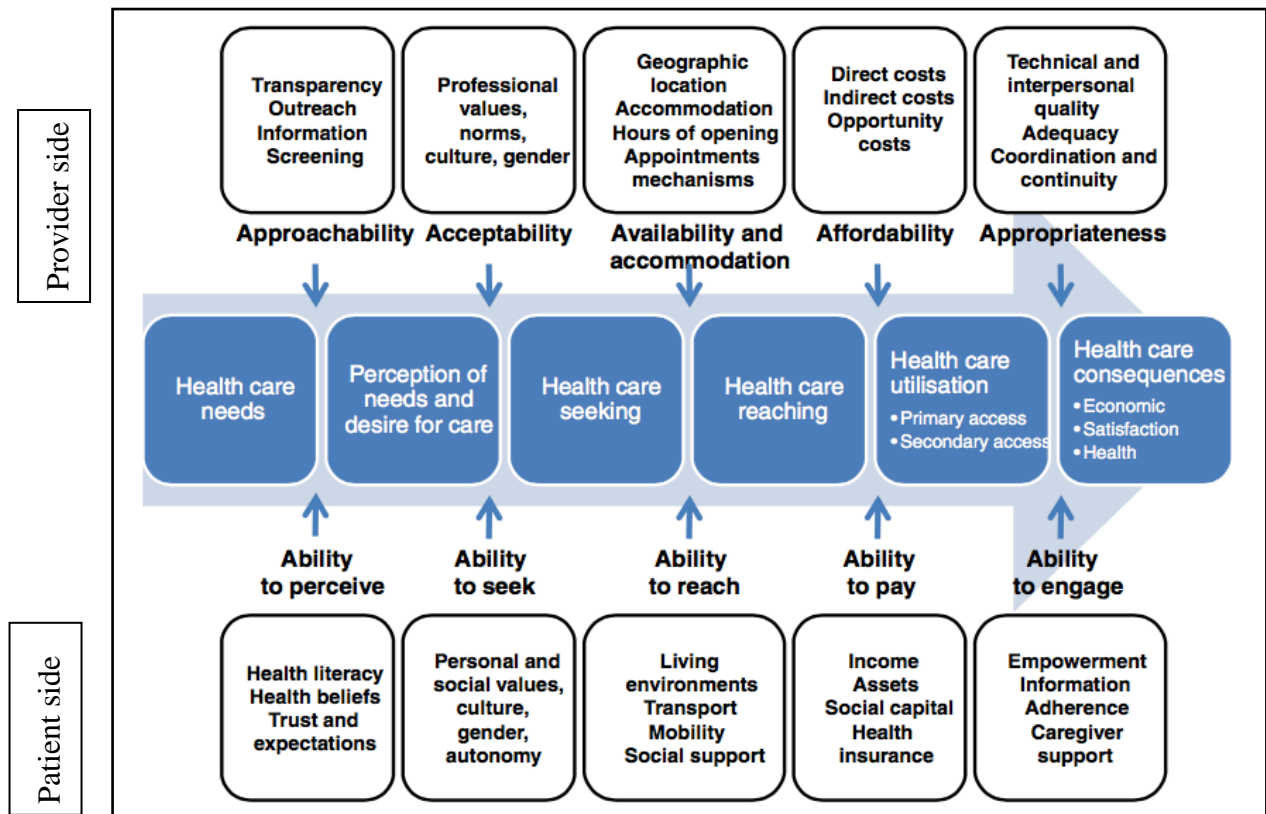 Provider side
Transparency
Outreach
Information
Screening
Professional
values,
norms,
culture, gender
Geographic
location
Accommodation
Hours of opening
Appointments
mechanisms
Direct costs
Indirect costs
Opportunity
costs
Technical and
interpersonal
quality
Adequacy
Coordination and
continuity
Approachability
Acceptability
Availability and
accommodation
Affordability
Appropriateness
Health care
needs
Perception of
needs and
desire for care
Health care
seeking
Health care
reaching
Health care
utilisation
• Primary access
• Secondary access
Health care
consequences
• Economic
• Satisfaction
• Health
Ability
to perceive
Ability
to seek
Ability
to reach
Ability
to pay
Ability
to engage
Patient side
Health literacy
Health beliefs
Trust and
expectations
Personal and
social values,
culture,
gender,
autonomy
Living
environments
Transport
Mobility
Social support
Income
Assets
Social capital
Health
insurance
Empowerment
Information
Adherence
Caregiver
support